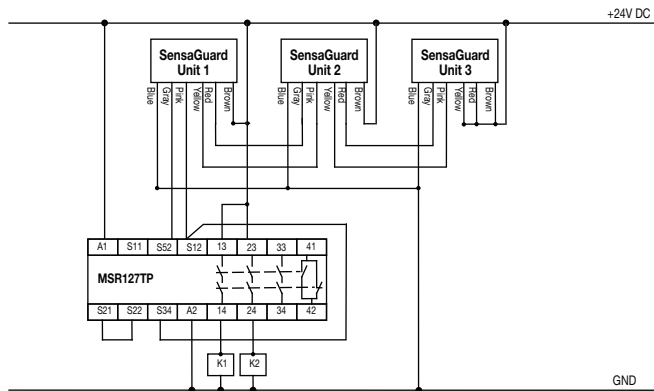 +24V DC
SensaGuard
Unit 1
SensaGuard
Unit 2
SensaGuard
Unit 3
Blue
Gray
Pink
Yellow
Red
Brown
Blue
Gray
Pink
Yellow
Red
Brown
Blue
Gray
Pink
Yellow
Red
Brown
A1 S11 S52 S12 13 23 33 41
MSR127TP
S21 S22 S34 A2 14 24 34 42
K1 K2
GND